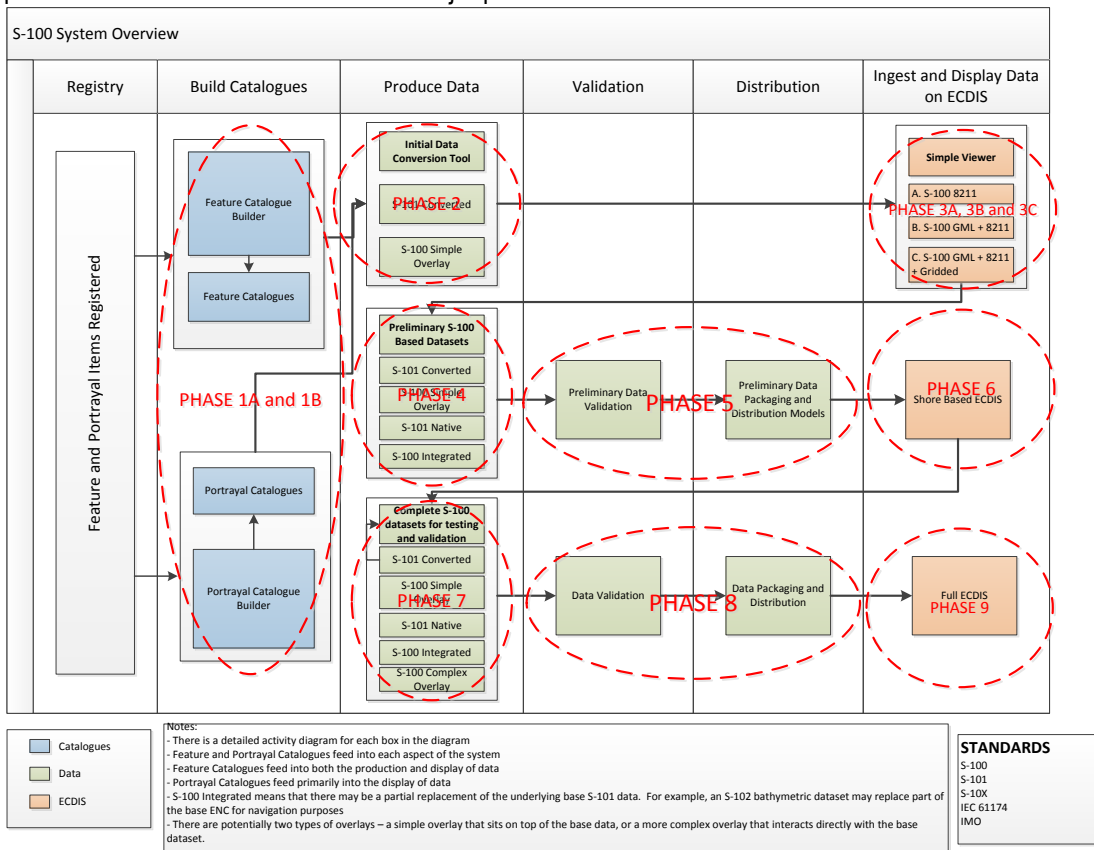 S-100 System Overview
Registry
Build Catalogues
Produce Data
Validation
Distribution
Ingest and Display Data
on ECDIS
Feature and Portrayal Items Registered
Feature Catalogue
Builder
Feature Catalogues
PHASE 1A and 1B
Portrayal Catalogues
Portrayal Catalogue
Builder
Initial Data
Conversion Tool
S-101 Converted
PHASE 2
S-100 Simple
Overlay
Simple Viewer
A. S-100 8211
PHASE 3A, 3B and 3C
B. S-100 GML + 8211
C. S-100 GML + 8211
+ Gridded
Preliminary S-100
Based Datasets
S-101 Converted
S-100 Simple
Overlay
PHASE 4
S-101 Native
S-100 Integrated
Preliminary Data
Validation
PHASE 5
Preliminary Data
Packaging and
Distribution Models
PHASE 6
Shore Based ECDIS
Complete S-100
datasets for testing
and validation
S-101 Converted
S-100 Simple
Overlay
PHASE 7
S-101 Native
S-100 Integrated
S-100 Complex
Overlay
Data Validation
PHASE 8
Data Packaging and
Distribution
Full ECDIS
PHASE 9
Catalogues
Data
ECDIS
Notes:
- There is a detailed activity diagram for each box in the diagram
- Feature and Portrayal Catalogues feed into each aspect of the system
- Feature Catalogues feed into both the production and display of data
- Portrayal Catalogues feed primarily into the display of data
- S-100 Integrated means that there may be a partial replacement of the underlying base S-101 data. For example, an S-102 bathymetric dataset may replace part of
the base ENC for navigation purposes
- There are potentially two types of overlays – a simple overlay that sits on top of the base data, or a more complex overlay that interacts directly with the base
dataset.
STANDARDS
S-100
S-101
S-10X
IEC 61174
IMO